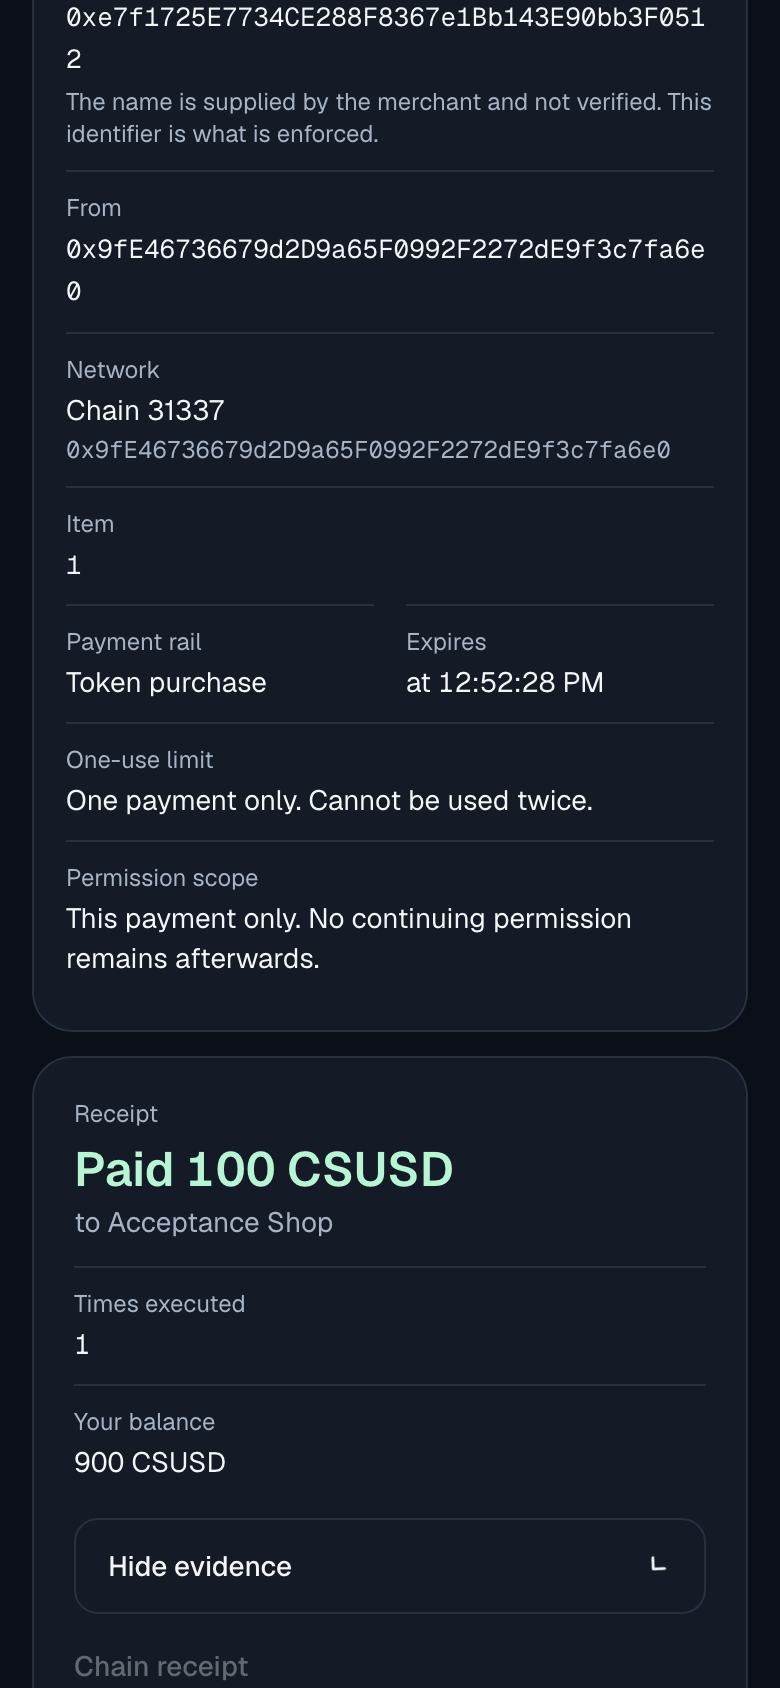 0xe7f1725E7734CE288F8367e1Bb143E90bb3F051
2
The name is supplied by the merchant and not verified. This
identifier is what is enforced.
From
0x9fE46736679d2D9a65F0992F2272dE9f3c7fa6e
0
Network
Chain 31337
0x9fE46736679d2D9a65F0992F2272dE9f3c7fa6e0
Item
1
Payment rail
Token purchase
Expires
at 12:52:28 PM
One-use limit
One payment only. Cannot be used twice.
Permission scope
This payment only. No continuing permission
remains afterwards.
Receipt
Paid 100 CSUSD
to Acceptance Shop
Times executed
1
Your balance
900 CSUSD
Hide evidence
Chain receipt